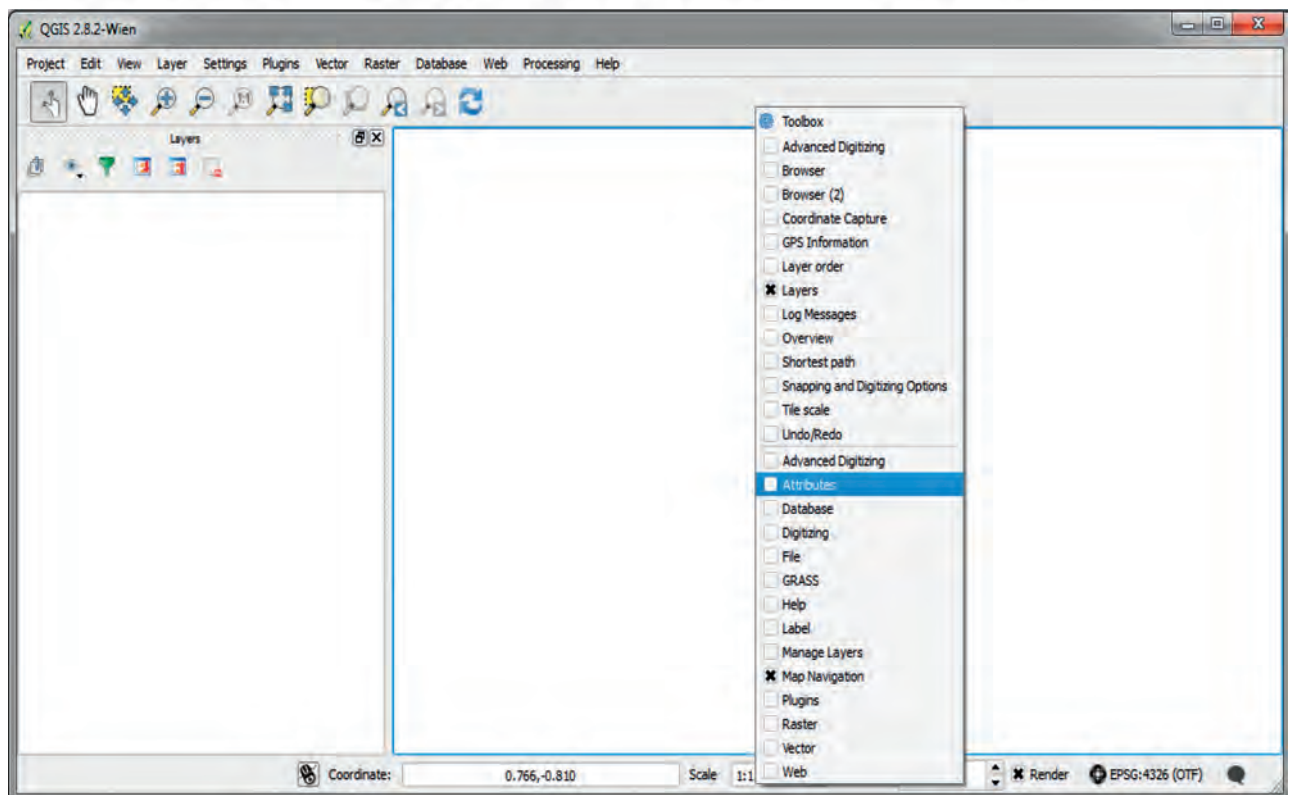 QGIS 2.8.2-Wien
Project Edit View Layer Settings Plugins Vector Raster Database Web Processing Help
Layers
Toolbox
Advanced Digitizing
Browser
Browser (2)
Coordinate Capture
GPS Information
Layer order
Layers
Log Messages
Overview
Shortest path
Snapping and Digitizing Options
Tile scale
Undo/Redo
Advanced Digitizing
Attributes
Database
Digitizing
File
GRASS
Help
Label
Manage Layers
Map Navigation
Plugins
Raster
Vector
Web
Coordinate: 0.766,-0.810 Scale 1:1 Render EPSG:4326 (OTF)